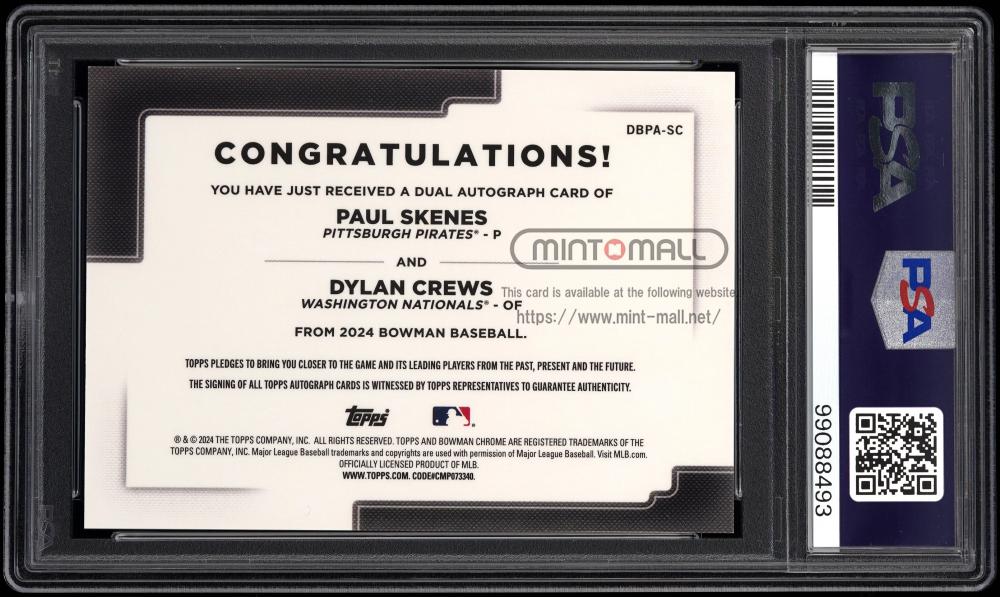 DBPA-SC
CONGRATULATIONS!
YOU HAVE JUST RECEIVED A DUAL AUTOGRAPH CARD OF
PAUL SKENES
PITTSBURGH PIRATES® - P
AND
DYLAN CREWS
WASHINGTON NATIONALS® - OF
FROM 2024 BOWMAN BASEBALL.
TOPPS PLEDGES TO BRING YOU CLOSER TO THE GAME AND ITS LEADING PLAYERS FROM THE PAST, PRESENT AND THE FUTURE.
THE SIGNING OF ALL TOPPS AUTOGRAPH CARDS IS WITNESSED BY TOPPS REPRESENTATIVES TO GUARANTEE AUTHENTICITY.
Topps
® & © 2024 THE TOPPS COMPANY, INC. ALL RIGHTS RESERVED. TOPPS AND BOWMAN CHROME ARE REGISTERED TRADEMARKS OF THE
TOPPS COMPANY, INC. Major League Baseball trademarks and copyrights are used with permission of Major League Baseball. Visit MLB.com.
OFFICIALLY LICENSED PRODUCT OF MLB.
WWW.TOPPS.COM. CODE#CMP073340.
MINT MALL
This card is available at the following website.
https://www.mint-mall.net/
PSA
PSA
99088493